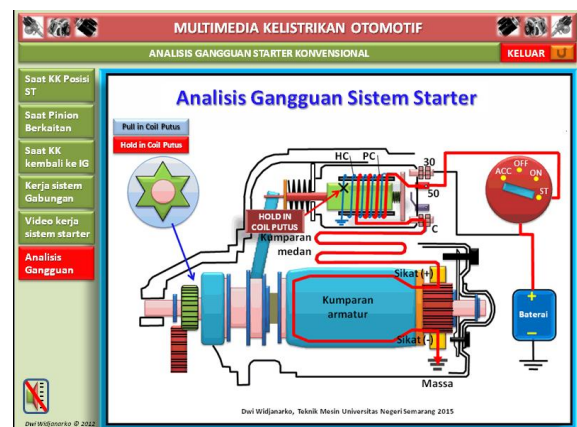 MULTIMEDIA KELISTRIKAN OTOMOTIF
ANALISIS GANGGUAN STARTER KONVENSIONAL
KELUAR
Saat KK Posisi
ST
Saat Pinion
Berkaitan
Saat KK
kembali ke IG
Kerja sistem
Gabungan
Video kerja
sistem starter
Analisis
Gangguan
Analisis Gangguan Sistem Starter
Pull in Coil Putus
Hold in Coil Putus
HC
PC
30
50
C
ACC
OFF
ON
ST
HOLD IN
COIL PUTUS
Kumparan
medan
Sikat (+)
Kumparan
armatur
Sikat (-)
Massa
+
Baterai
−
Dwi Widjanarko, Teknik Mesin Universitas Negeri Semarang 2015
Dwi Widjanarko © 2012